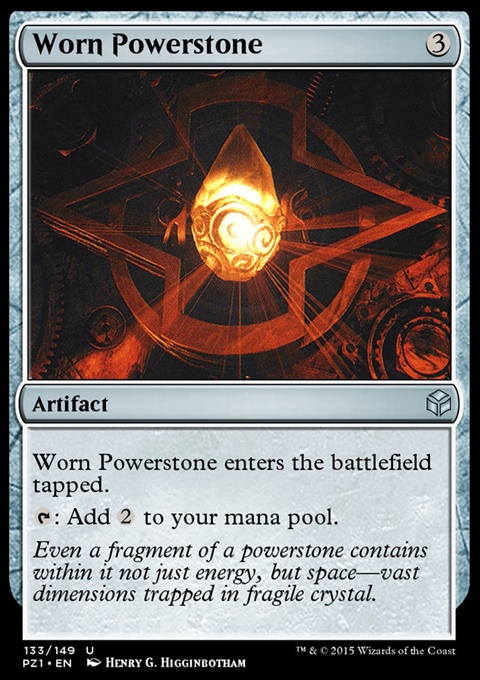 Worn Powerstone 3
Artifact
Worn Powerstone enters the battlefield
tapped.
: Add 2 to your mana pool.
Even a fragment of a powerstone contains
within it not just energy, but space—vast
dimensions trapped in fragile crystal.
133/149 U
PZ1 • EN HENRY G. HIGGINBOTHAM
™ & © 2015 Wizards of the Coast